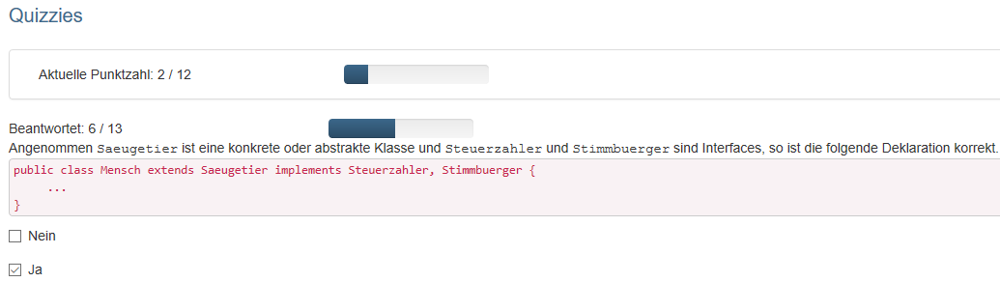 Quizzies
Aktuelle Punktzahl: 2 / 12
Beantwortet: 6 / 13
Angenommen Saeugetier ist eine konkrete oder abstrakte Klasse und Steuerzahler und Stimmbuerger sind Interfaces, so ist die folgende Deklaration korrekt.
public class Mensch extends Saeugetier implements Steuerzahler, Stimmbuerger {
...
}
Nein
Ja